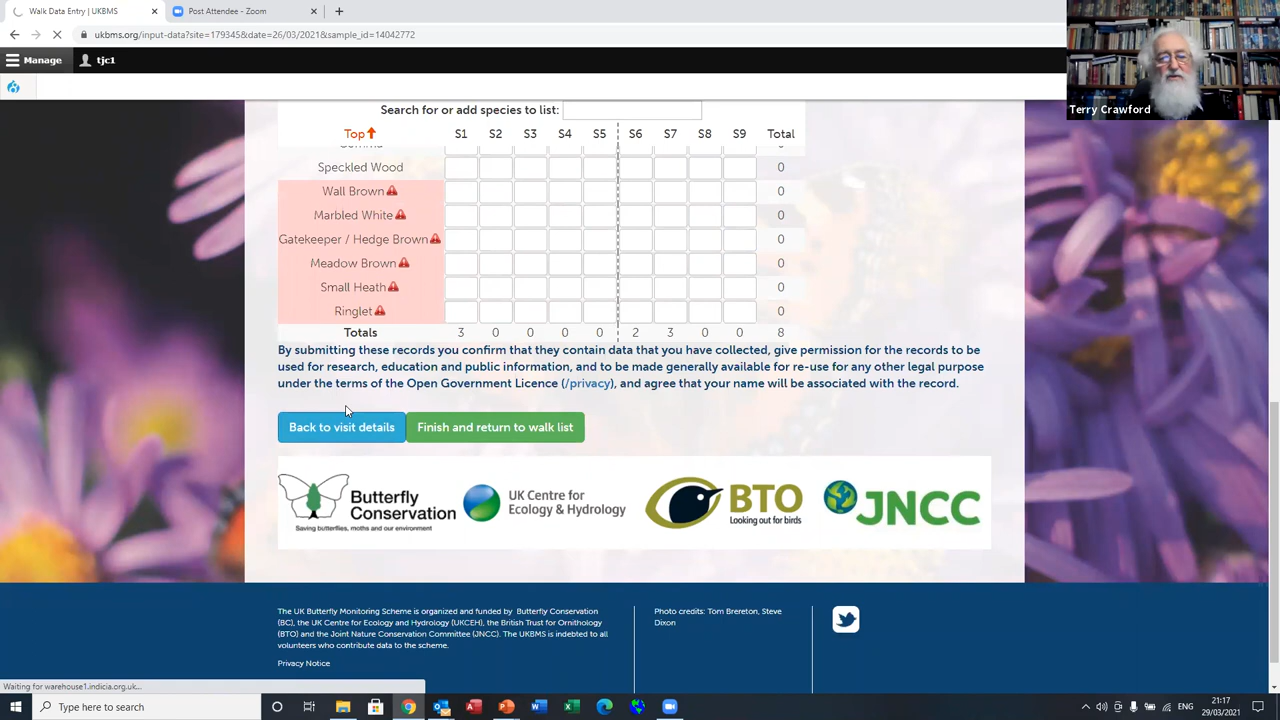 Walk Data Entry | UKBMS
Post Attendee - Zoom
ukbms.org/input-data?site=179345&date=26/03/2021&sample_id=14042772
Manage tjc1
Terry Crawford
Search for or add species to list:
Top S1 S2 S3 S4 S5 S6 S7 S8 S9 Total
Speckled Wood 0
Wall Brown 0
Marbled White 0
Gatekeeper / Hedge Brown 0
Meadow Brown 0
Small Heath 0
Ringlet 0
Totals 3 0 0 0 0 2 3 0 0 8
By submitting these records you confirm that they contain data that you have collected, give permission for the records to be
used for research, education and public information, and to be made generally available for re-use for any other legal purpose
under the terms of the Open Government Licence (/privacy), and agree that your name will be associated with the record.
Back to visit details Finish and return to walk list
Butterfly
Conservation
Saving butterflies, moths and our environment
UK Centre for
Ecology & Hydrology
BTO
Looking out for birds
JNCC
The UK Butterfly Monitoring Scheme is organized and funded by Butterfly Conservation
(BC), the UK Centre for Ecology and Hydrology (UKCEH), the British Trust for Ornithology
(BTO) and the Joint Nature Conservation Committee (JNCC). The UKBMS is indebted to all
volunteers who contribute data to the scheme.
Privacy Notice
Photo credits: Tom Brereton, Steve
Dixon
Waiting for warehouse1.indicia.org.uk...
Type here to search
ENG
21:17
29/03/2021